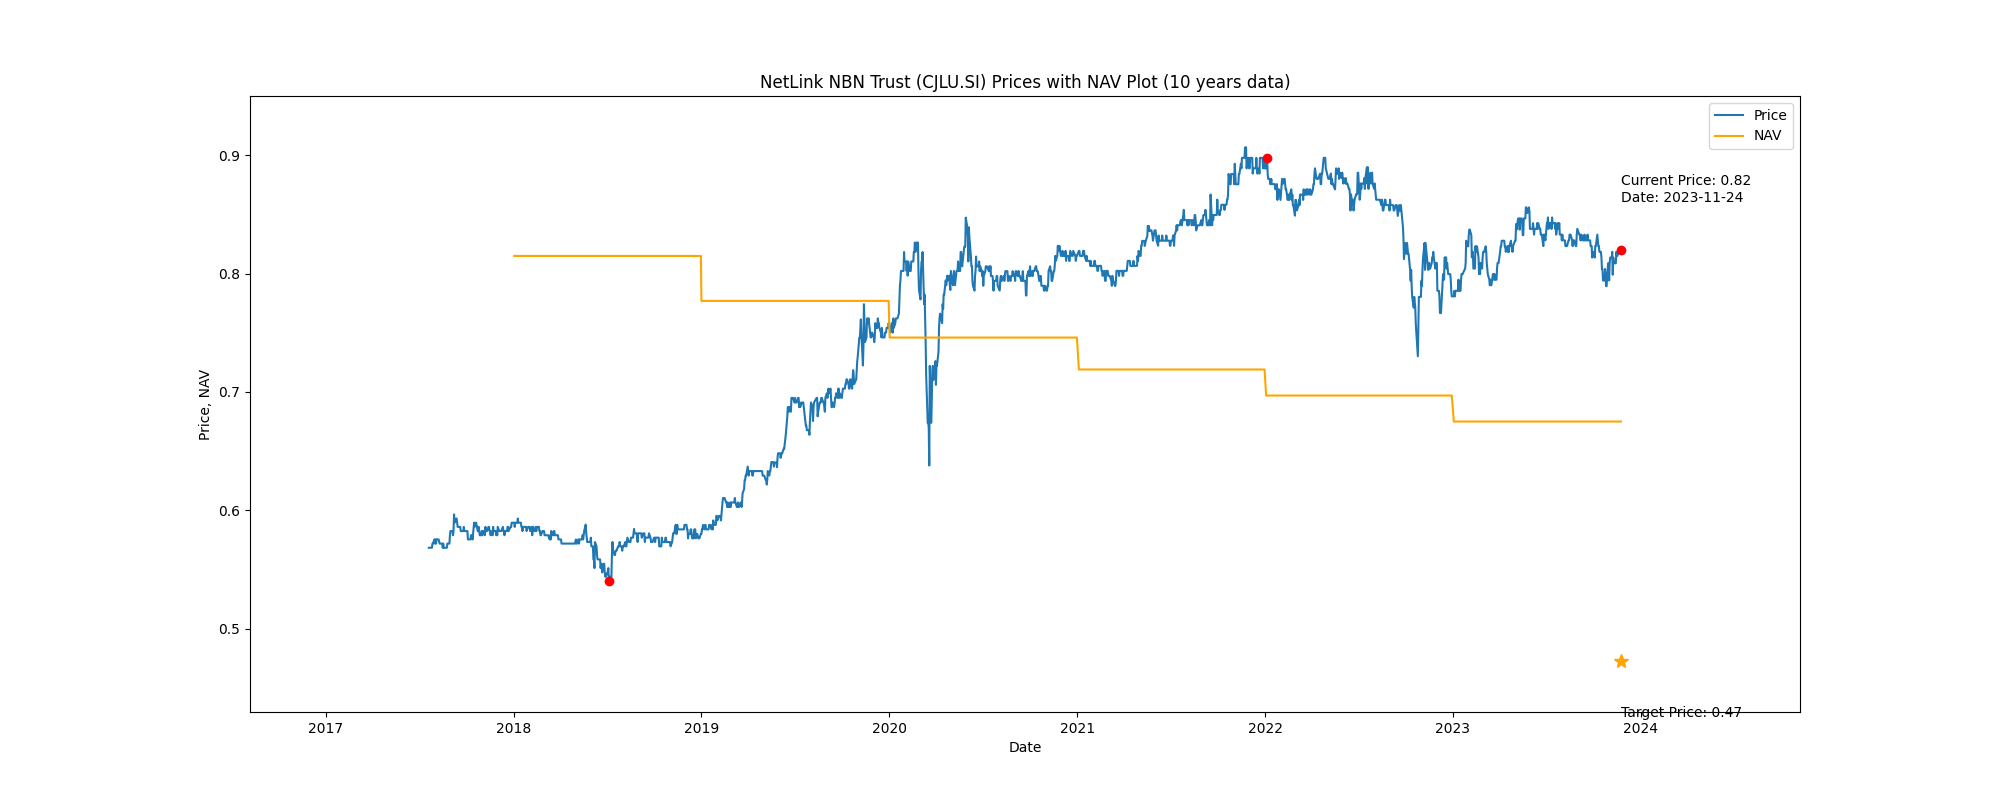 NetLink NBN Trust (CJLU.SI) Prices with NAV Plot (10 years data)
Price
NAV
Current Price: 0.82
Date: 2023-11-24
0.9
0.8
0.7
0.6
0.5
Price, NAV
Target Price: 0.47
2017
2018
2019
2020
2021
2022
2023
2024
Date